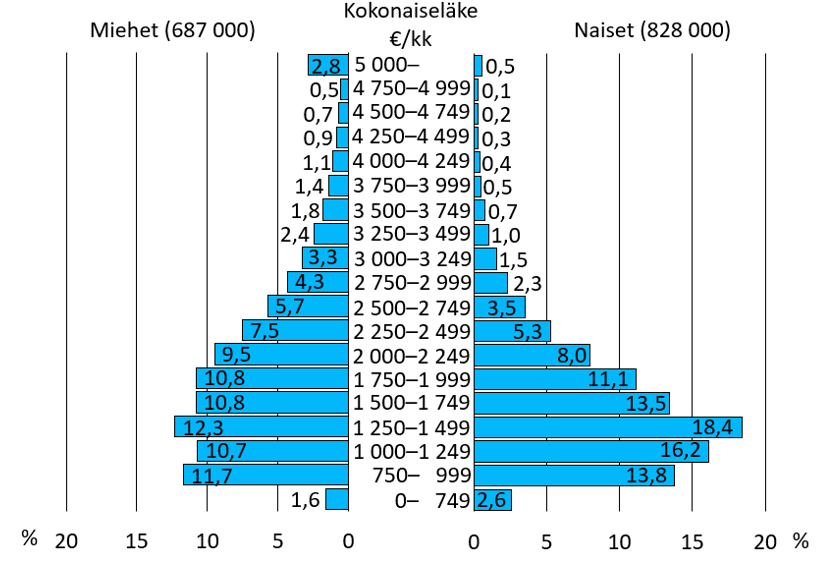 Kokonaiseläke
€/kk
Miehet (687 000)
Naiset (828 000)
2,8 5 000– 0,5
0,5 4 750–4 999 0,1
0,7 4 500–4 749 0,2
0,9 4 250–4 499 0,3
1,1 4 000–4 249 0,4
1,4 3 750–3 999 0,5
1,8 3 500–3 749 0,7
2,4 3 250–3 499 1,0
3,3 3 000–3 249 1,5
4,3 2 750–2 999 2,3
5,7 2 500–2 749 3,5
7,5 2 250–2 499 5,3
9,5 2 000–2 249 8,0
10,8 1 750–1 999 11,1
10,8 1 500–1 749 13,5
12,3 1 250–1 499 18,4
10,7 1 000–1 249 16,2
11,7 750– 999 13,8
1,6 0– 749 2,6
% 20 15 10 5 0 0 5 10 15 20 %